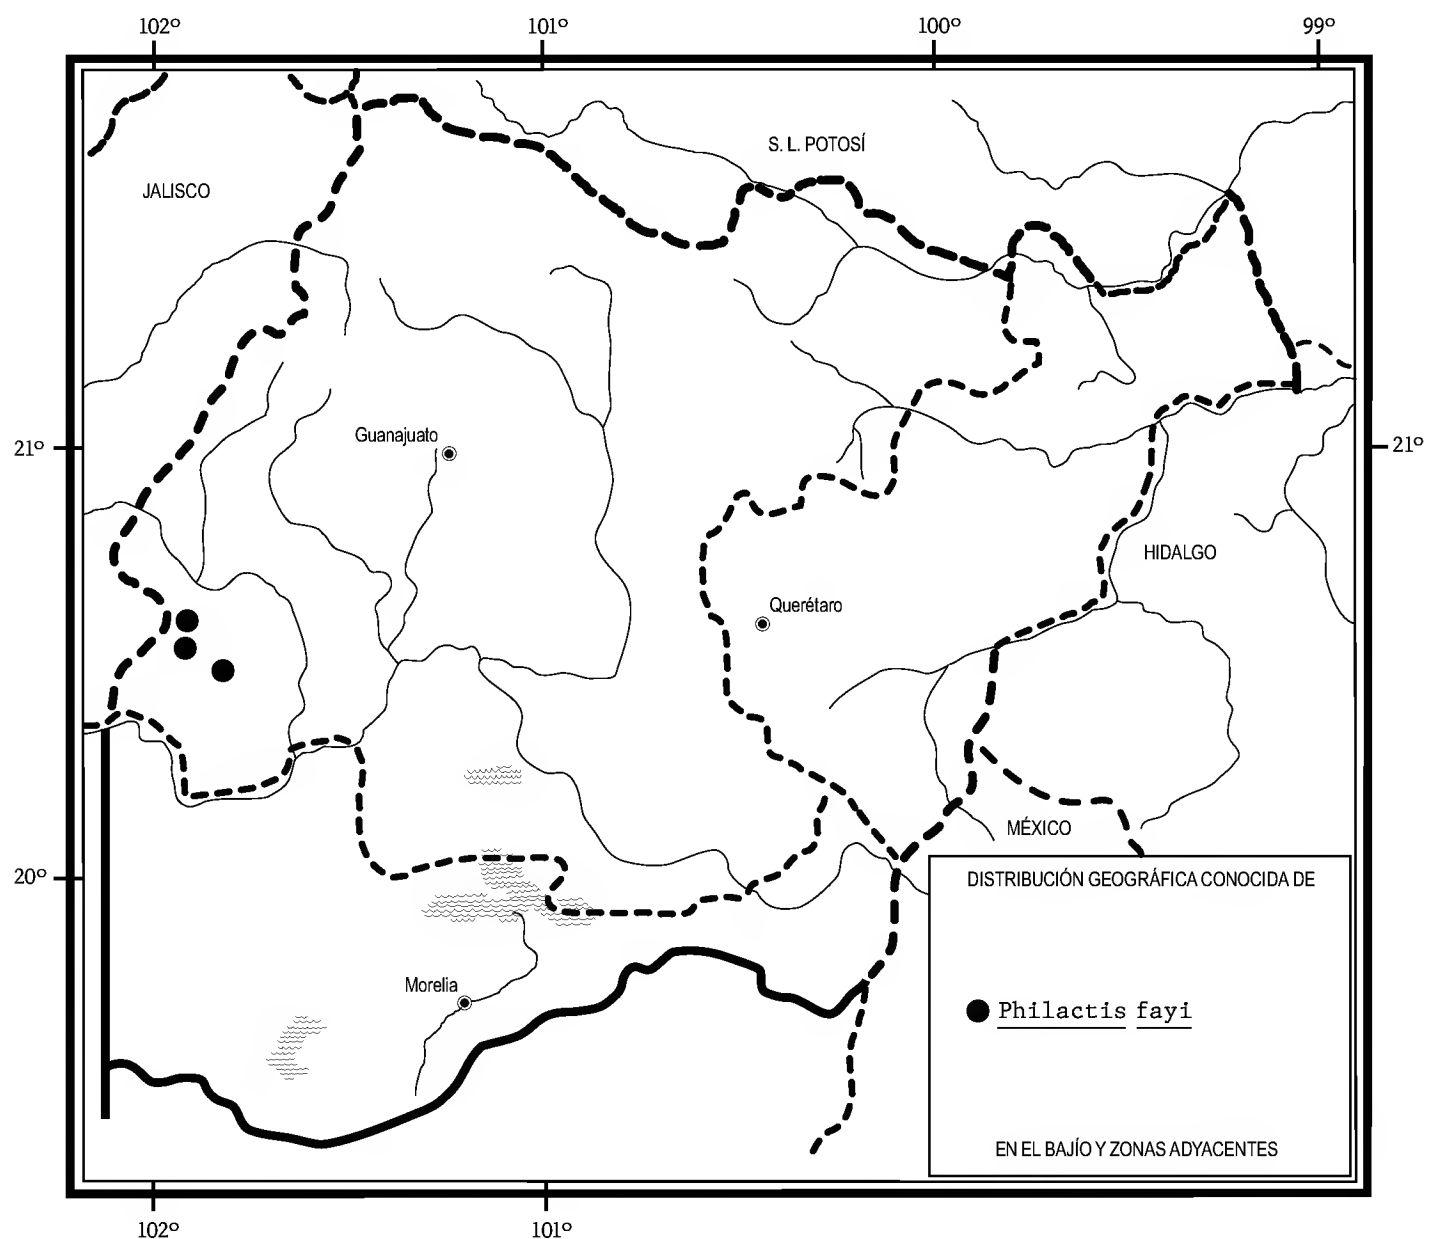 102º 101º 100º 99º
S. L. POTOSÍ
JALISCO
Guanajuato
21º 21º
HIDALGO
Querétaro
MÉXICO
20º
DISTRIBUCIÓN GEOGRÁFICA CONOCIDA DE
Morelia
Philactis fayi
EN EL BAJÍO Y ZONAS ADYACENTES
102º 101º